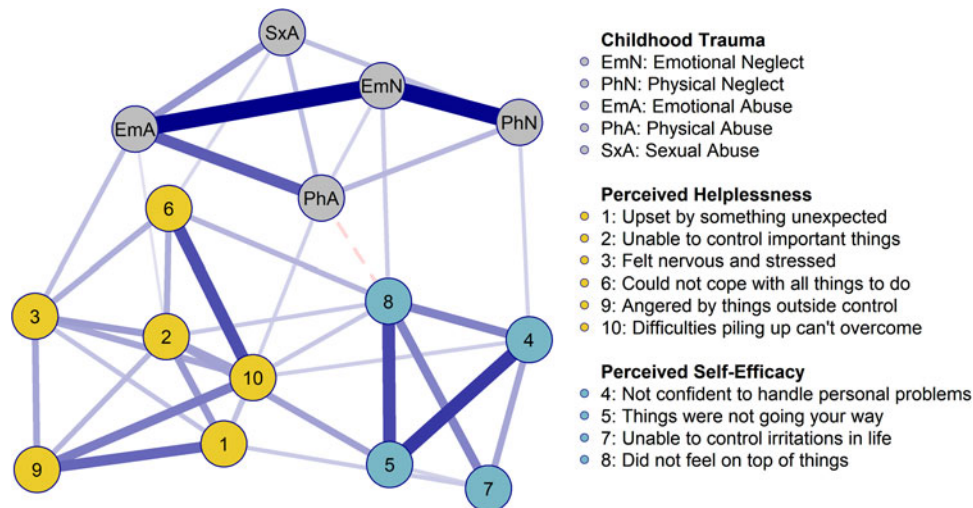 SxA
EmN
EmA
PhN
PhA
6
8
3
2
4
10
1
5
9
7
Childhood Trauma
EmN: Emotional Neglect
PhN: Physical Neglect
EmA: Emotional Abuse
PhA: Physical Abuse
SxA: Sexual Abuse
Perceived Helplessness
1: Upset by something unexpected
2: Unable to control important things
3: Felt nervous and stressed
6: Could not cope with all things to do
9: Angered by things outside control
10: Difficulties piling up can't overcome
Perceived Self-Efficacy
4: Not confident to handle personal problems
5: Things were not going your way
7: Unable to control irritations in life
8: Did not feel on top of things